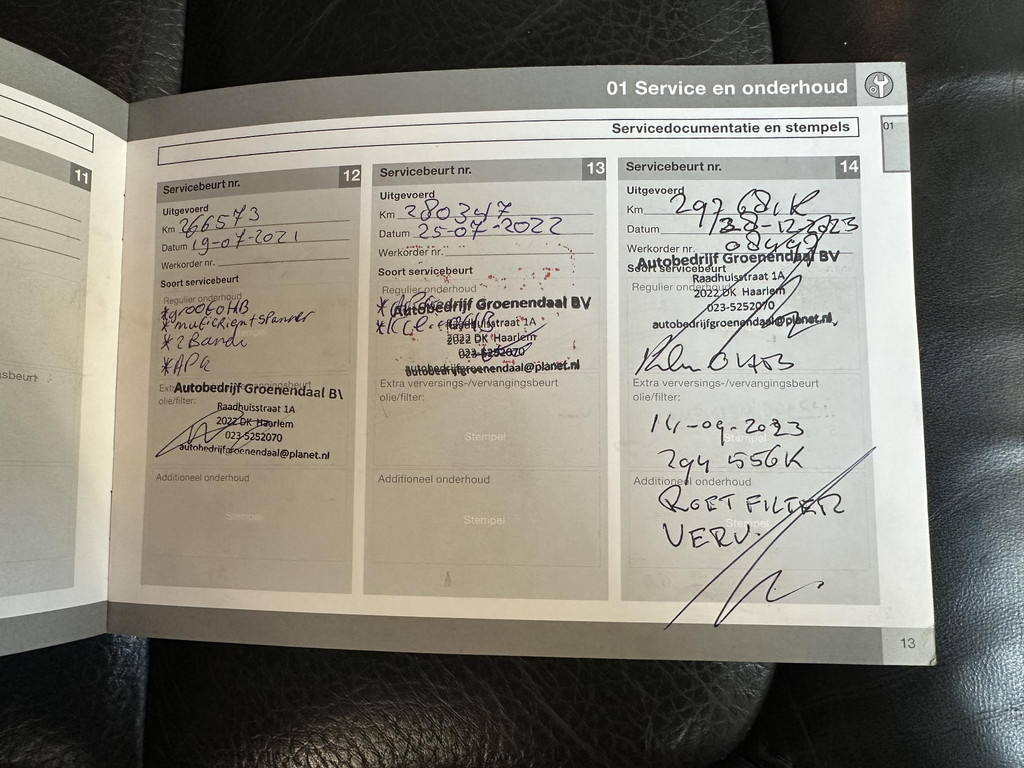 01 Service en onderhoud
Servicedocumentatie en stempels
01
11
sbeurt
Servicebeurt nr. 12
Uitgevoerd
Km 266573
Datum 19-07-2021
Werkorder nr.
Soort servicebeurt
Regulier onderhoud
*groot OHB
*2 Band
*APK
Autobedrijf Groenendaal BV
olie/filter:
Raadhuisstraat 1A
2022 DK Haarlem
023-5252070
autobedrijfgroenendaal@planet.nl
Additioneel onderhoud
Stempel
Servicebeurt nr. 13
Uitgevoerd
Km 280347
Datum 25-07-2022
Werkorder nr.
Soort servicebeurt
Autobedrijf Groenendaal BV
Raadhuisstraat 1A
2022 DK Haarlem
023-5252070
autobedrijfgroenendaal@planet.nl
Extra verversings-/vervangingsbeurt
olie/filter:
Stempel
Additioneel onderhoud
Stempel
Servicebeurt nr. 14
Uitgevoerd
Km
Datum 28-12-2023
Werkorder nr.
Autobedrijf Groenendaal BV
Soort servicebeurt
Raadhuisstraat 1A
Regulier onderhoud
2022 DK Haarlem
023-5252070
autobedrijfgroenendaal@planet.nl
Extra verversings-/vervangingsbeurt
olie/filter:
14-09-2023
Stempel
294 556K
Additioneel onderhoud
ROET FILTER
Stempel
VERV.
13